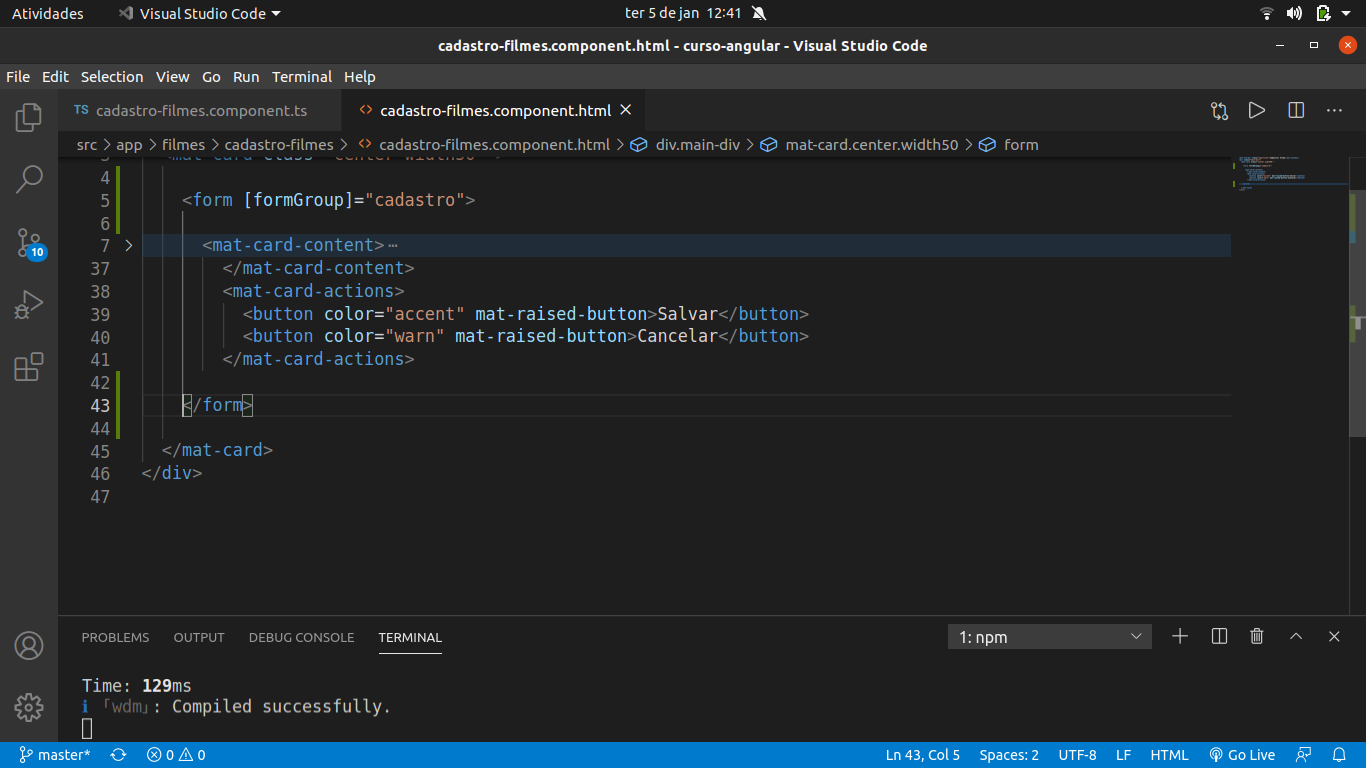 Atividades Visual Studio Code ter 5 de jan 12:41
cadastro-filmes.component.html - curso-angular - Visual Studio Code
File Edit Selection View Go Run Terminal Help
TS cadastro-filmes.component.ts <> cadastro-filmes.component.html
src > app > filmes > cadastro-filmes > <> cadastro-filmes.component.html > div.main-div > mat-card.center.width50 > form
4
5 <form [formGroup]="cadastro">
6
7 <mat-card-content>⋯
37 </mat-card-content>
38 <mat-card-actions>
39 <button color="accent" mat-raised-button>Salvar</button>
40 <button color="warn" mat-raised-button>Cancelar</button>
41 </mat-card-actions>
42
43 </form>
44
45 </mat-card>
46 </div>
47
10
PROBLEMS OUTPUT DEBUG CONSOLE TERMINAL 1: npm
Time: 129ms
ℹ ｢wdm｣: Compiled successfully.
master* 0 0 Ln 43, Col 5 Spaces: 2 UTF-8 LF HTML Go Live